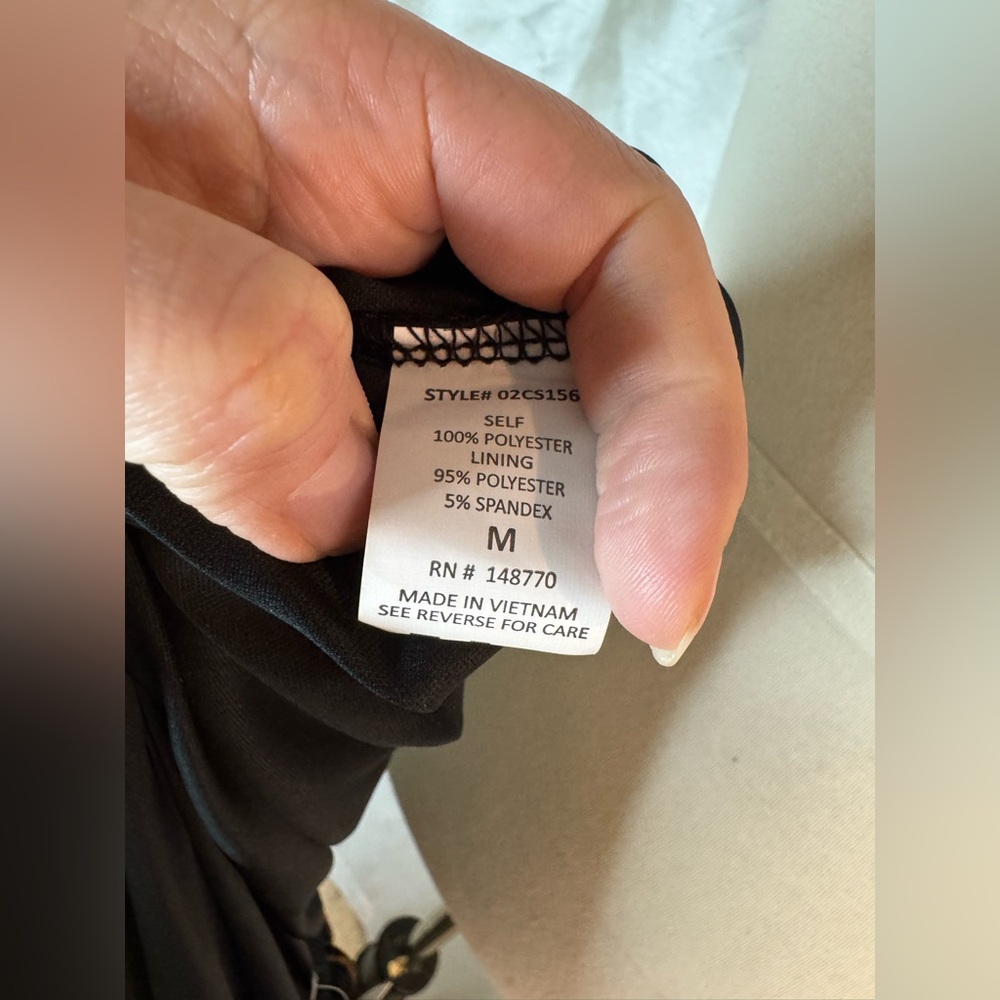 STYLE# 02CS156
SELF
100% POLYESTER
LINING
95% POLYESTER
5% SPANDEX
M
RN # 148770
MADE IN VIETNAM
SEE REVERSE FOR CARE